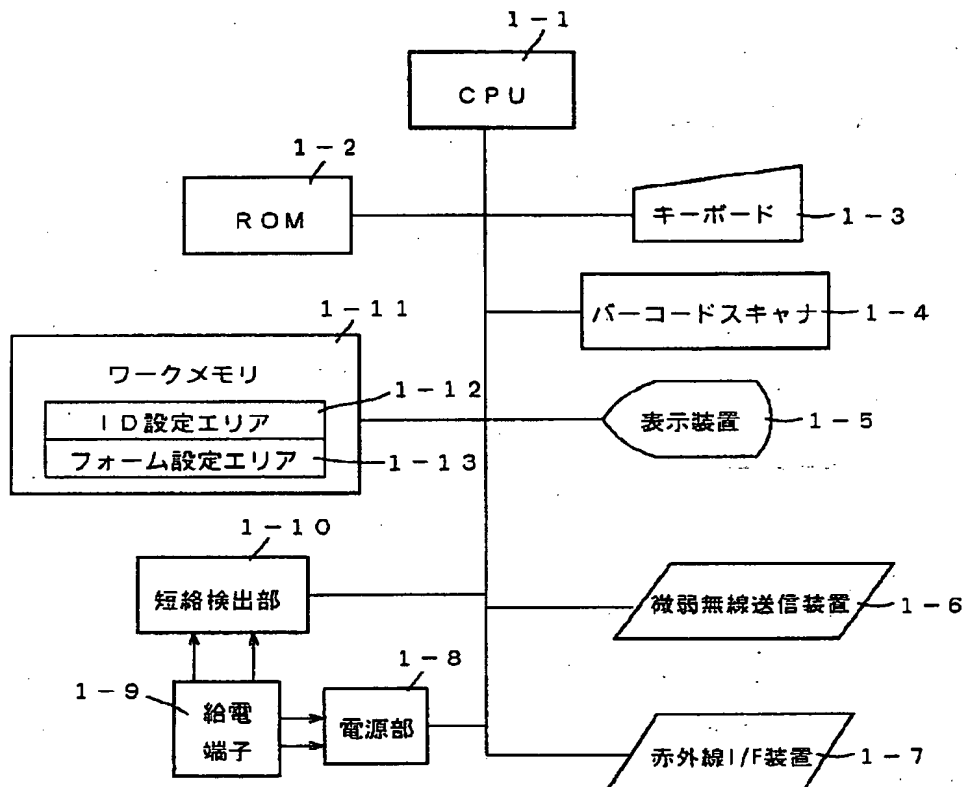 1-1
CPU
1-2
ROM
キーボード
1-3
バーコードスキャナ
1-4
1-11
ワークメモリ
1-12
ID設定エリア
フォーム設定エリア
1-13
表示装置
1-5
1-10
短絡検出部
微弱無線送信装置
1-6
1-9
給電
端子
1-8
電源部
赤外線I/F装置
1-7